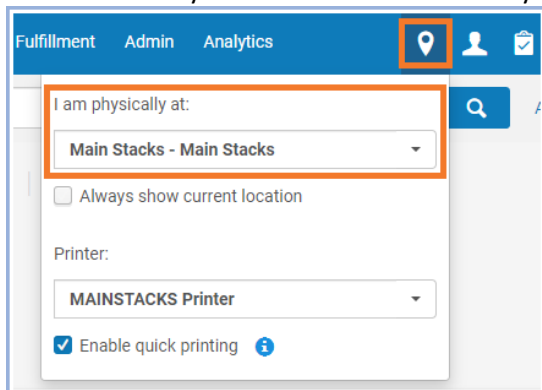 Fulfillment Admin Analytics
I am physically at:
Main Stacks - Main Stacks
Always show current location
Printer:
MAINSTACKS Printer
Enable quick printing